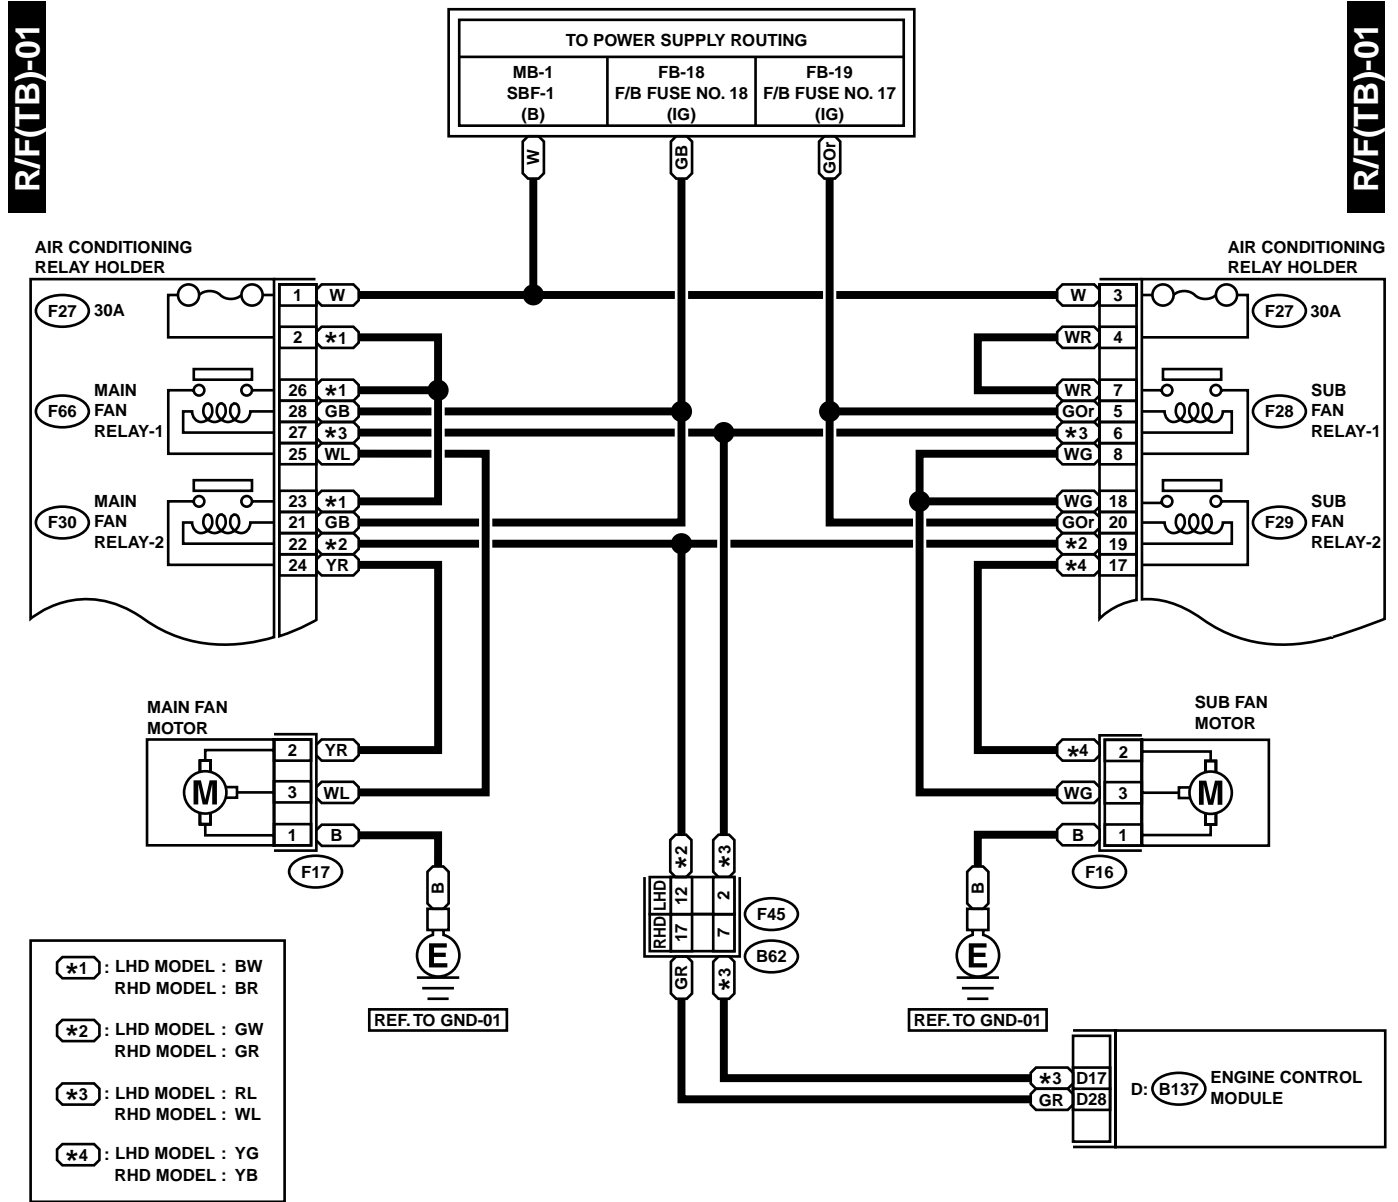 R/F(TB)-01
R/F(TB)-01
TO POWER SUPPLY ROUTING
MB-1
SBF-1
(B)
FB-18
F/B FUSE NO. 18
(IG)
FB-19
F/B FUSE NO. 17
(IG)
W
GB
GOr
AIR CONDITIONING
RELAY HOLDER
F27 30A
1 W
2 *1
F66
MAIN
FAN
RELAY-1
26 *1
28 GB
27 *3
25 WL
F30
MAIN
FAN
RELAY-2
23 *1
21 GB
22 *2
24 YR
AIR CONDITIONING
RELAY HOLDER
W 3
WR 4
F27 30A
WR 7
GOr 5
*3 6
WG 8
F28
SUB
FAN
RELAY-1
WG 18
GOr 20
*2 19
*4 17
F29
SUB
FAN
RELAY-2
MAIN FAN
MOTOR
M
2 YR
3 WL
1 B
F17
B
E
REF. TO GND-01
SUB FAN
MOTOR
*4 2
WG 3
B 1
M
F16
B
E
REF. TO GND-01
*2 *3
LHD 12 2
RHD 17 7
F45
B62
GR *3
*3 D17
GR D28
D: B137
ENGINE CONTROL
MODULE
*1 : LHD MODEL : BW
RHD MODEL : BR
*2 : LHD MODEL : GW
RHD MODEL : GR
*3 : LHD MODEL : RL
RHD MODEL : WL
*4 : LHD MODEL : YG
RHD MODEL : YB